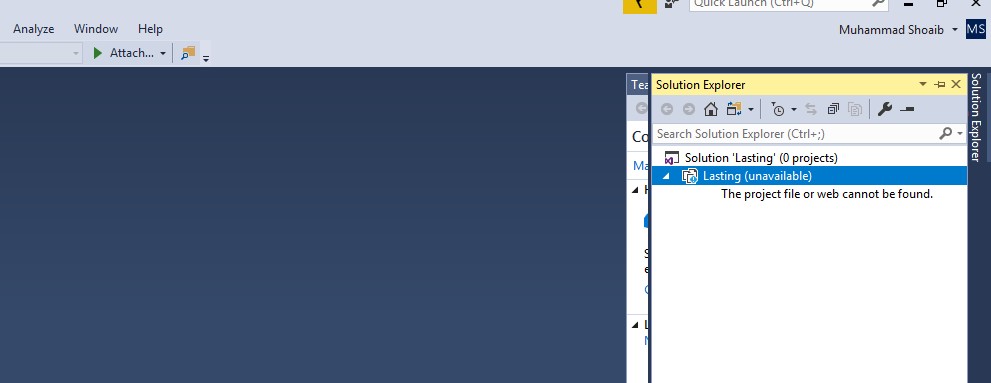 Quick Launch (Ctrl+Q)
Analyze Window Help
Muhammad Shoaib MS
Attach...
Tea
Solution Explorer
Solution Explorer
Search Solution Explorer (Ctrl+;)
Co
Solution 'Lasting' (0 projects)
Ma
Lasting (unavailable)
The project file or web cannot be found.